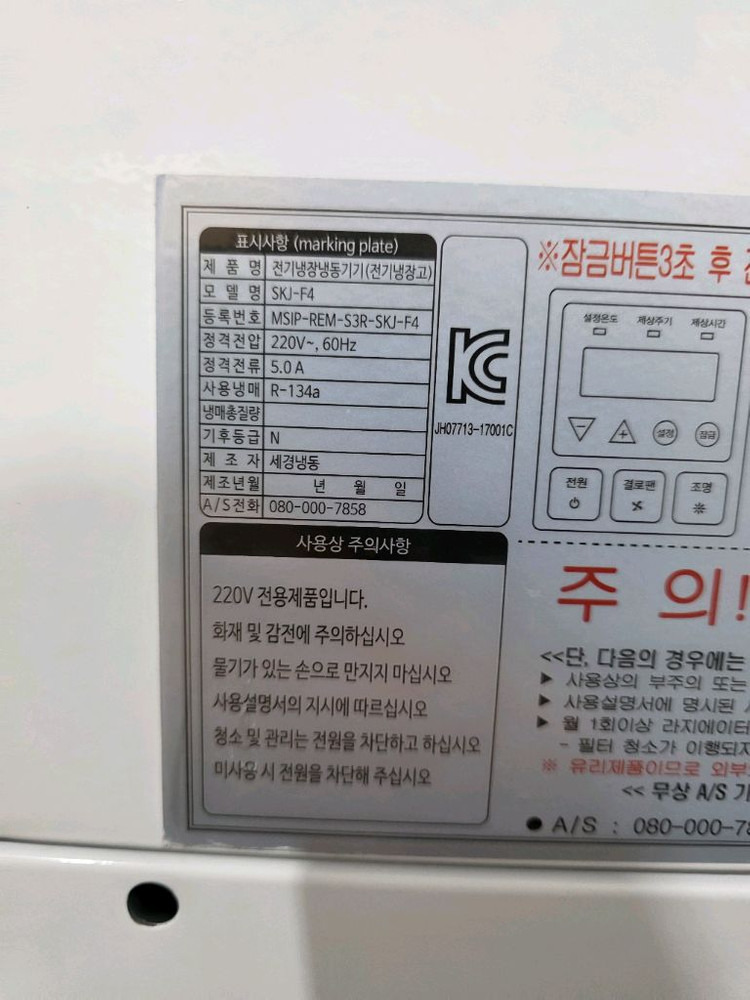 표시사항 (marking plate)
제 품 명 전기냉장냉동기기(전기냉장고)
모 델 명 SKJ-F4
등록번호 MSIP-REM-S3R-SKJ-F4
정격전압 220V~, 60Hz
정격전류 5.0 A
사용냉매 R-134a
냉매총질량
기후등급 N
제 조 자 세경냉동
제조년월 년 월 일
A/S전화 080-000-7858
JH07713-17001C
사용상 주의사항
220V 전용제품입니다.
화재 및 감전에 주의하십시오
물기가 있는 손으로 만지지 마십시오
사용설명서의 지시에 따르십시오
청소 및 관리는 전원을 차단하고 하십시오
미사용 시 전원을 차단해 주십시오
※잠금버튼3초 후
설정온도 제상주기 제상시간
설정 잠금
전원 결로팬 조명
주 의!
<<단, 다음의 경우에는
▶ 사용상의 부주의 또는
▶ 사용설명서에 명시된
▶ 월 1회이상 라지에이터
- 필터 청소가 이행되지
※ 유리제품이므로 외부
<< 무상 A/S 기
● A/S : 080-000-78